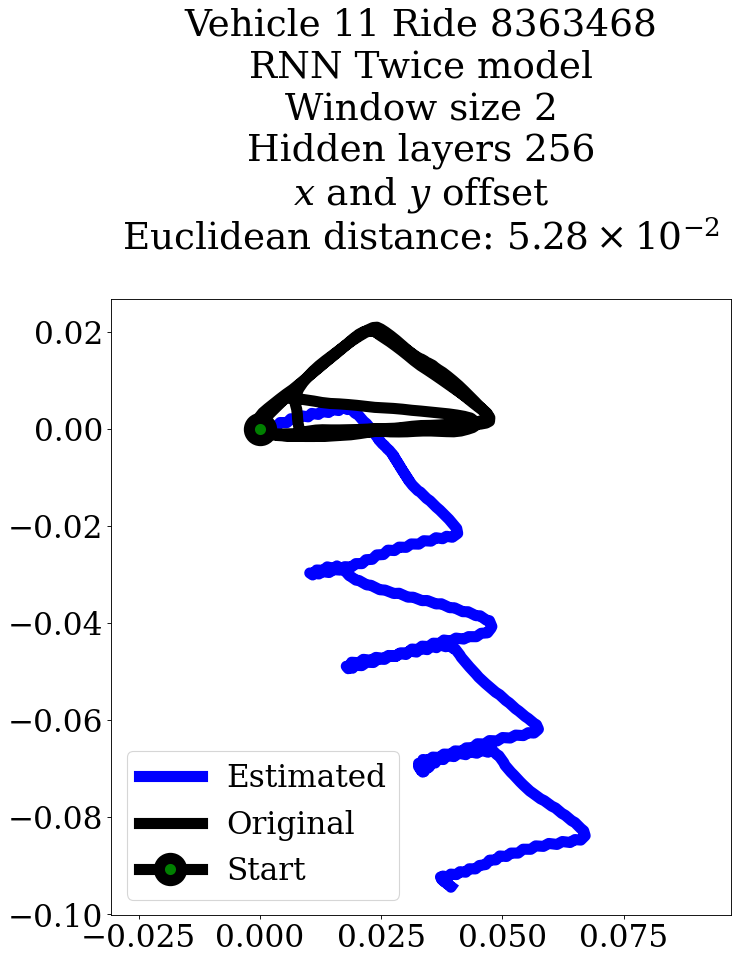 Vehicle 11 Ride 8363468
RNN Twice model
Window size 2
Hidden layers 256
x and y offset
Euclidean distance: 5.28 × 10⁻²
0.02
0.00
−0.02
−0.04
−0.06
−0.08
−0.10
Estimated
Original
Start
−0.025 0.000 0.025 0.050 0.075